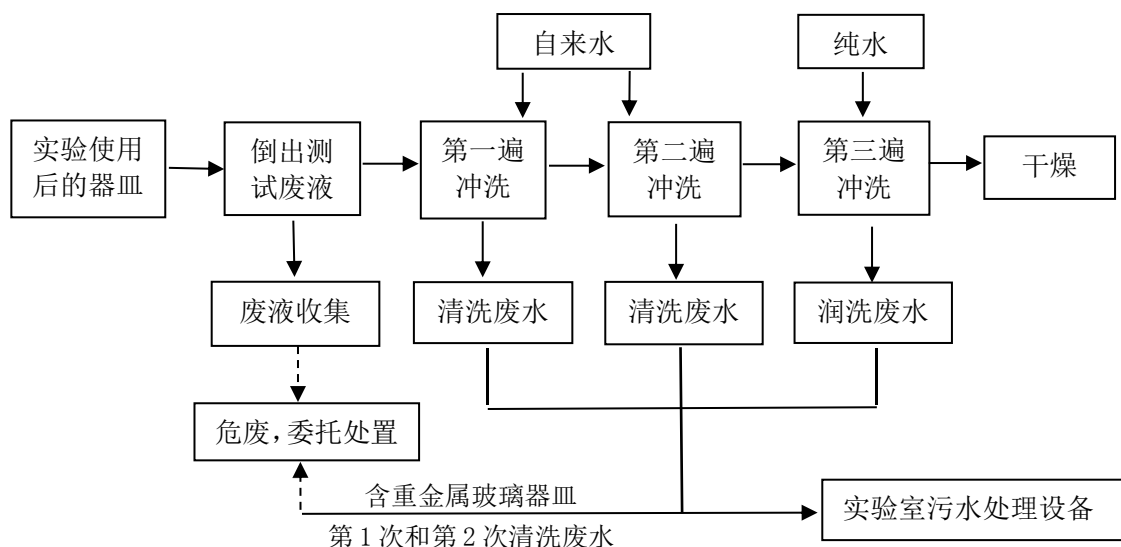 自来水
纯水
实验使用
后的器皿
倒出测
试废液
第一遍
冲洗
第二遍
冲洗
第三遍
冲洗
干燥
废液收集
清洗废水
清洗废水
润洗废水
危废，委托处置
含重金属玻璃器皿
第1次和第2次清洗废水
实验室污水处理设备